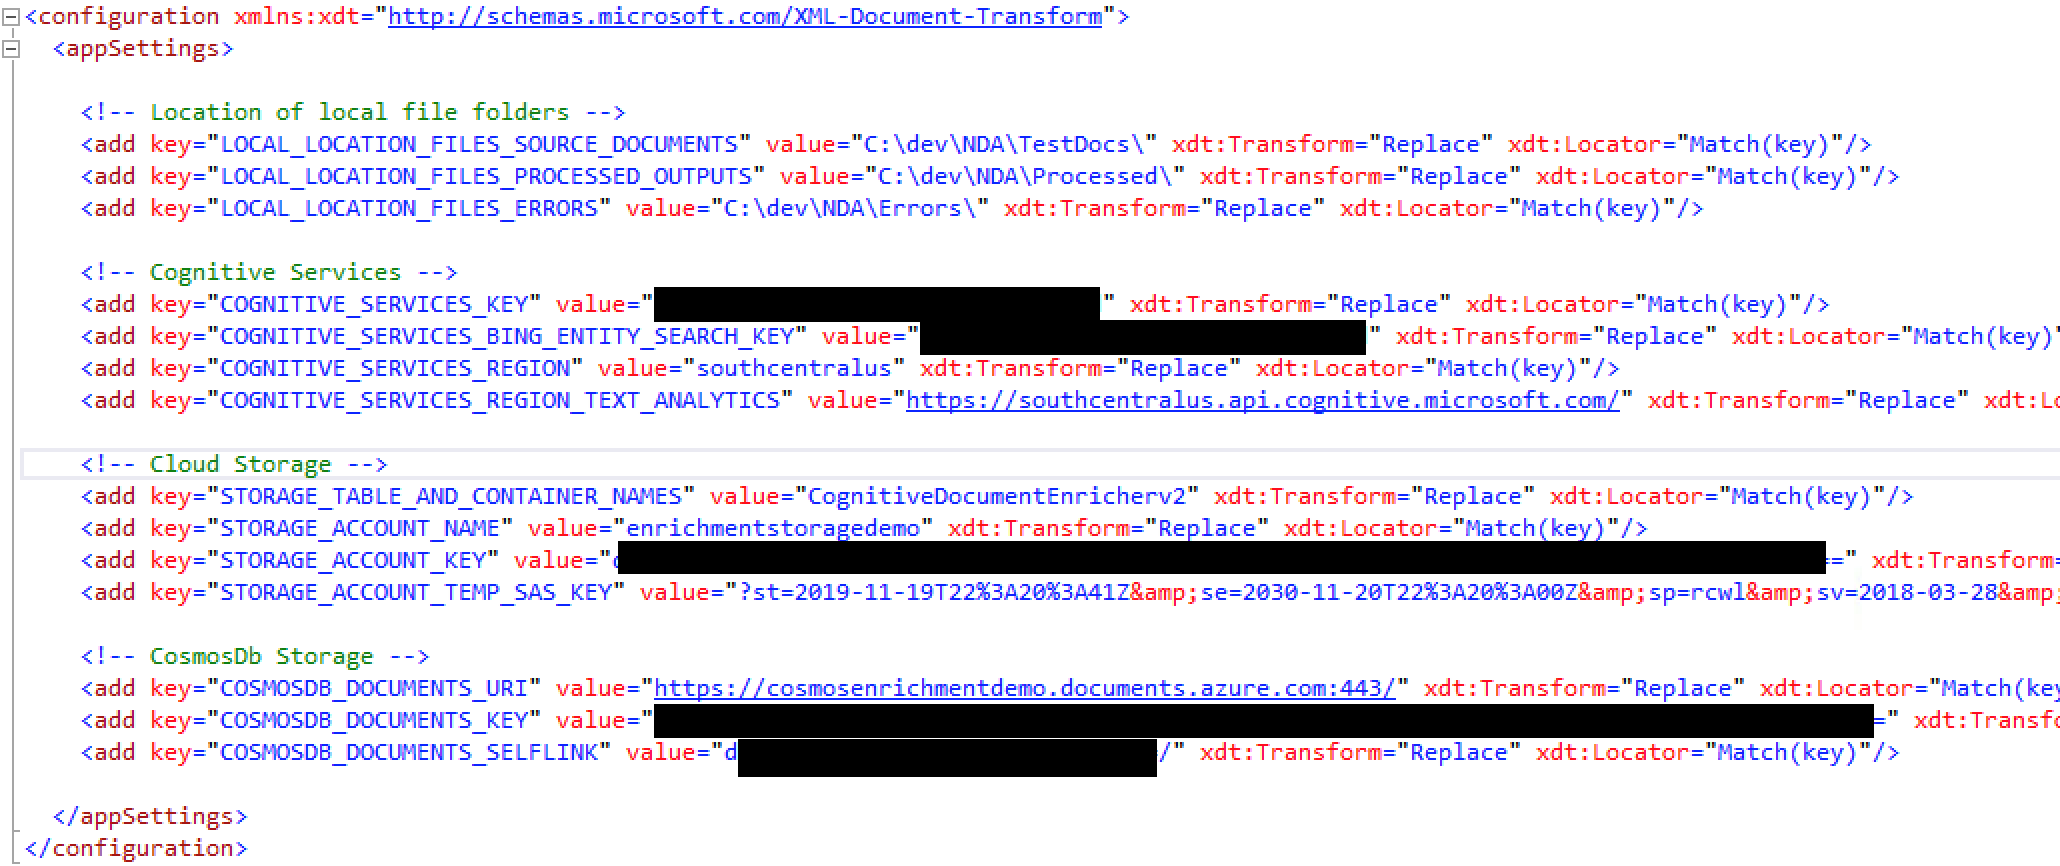 <configuration xmlns:xdt="http://schemas.microsoft.com/XML-Document-Transform">
<appSettings>
<!-- Location of local file folders -->
<add key="LOCAL_LOCATION_FILES_SOURCE_DOCUMENTS" value="C:\dev\NDA\TestDocs\" xdt:Transform="Replace" xdt:Locator="Match(key)"/>
<add key="LOCAL_LOCATION_FILES_PROCESSED_OUTPUTS" value="C:\dev\NDA\Processed\" xdt:Transform="Replace" xdt:Locator="Match(key)"/>
<add key="LOCAL_LOCATION_FILES_ERRORS" value="C:\dev\NDA\Errors\" xdt:Transform="Replace" xdt:Locator="Match(key)"/>
<!-- Cognitive Services -->
<add key="COGNITIVE_SERVICES_KEY" value=" " xdt:Transform="Replace" xdt:Locator="Match(key)"/>
<add key="COGNITIVE_SERVICES_BING_ENTITY_SEARCH_KEY" value=" " xdt:Transform="Replace" xdt:Locator="Match(key)"
<add key="COGNITIVE_SERVICES_REGION" value="southcentralus" xdt:Transform="Replace" xdt:Locator="Match(key)"/>
<add key="COGNITIVE_SERVICES_REGION_TEXT_ANALYTICS" value="https://southcentralus.api.cognitive.microsoft.com/" xdt:Transform="Replace" xdt:Lo
<!-- Cloud Storage -->
<add key="STORAGE_TABLE_AND_CONTAINER_NAMES" value="CognitiveDocumentEnricherv2" xdt:Transform="Replace" xdt:Locator="Match(key)"/>
<add key="STORAGE_ACCOUNT_NAME" value="enrichmentstoragedemo" xdt:Transform="Replace" xdt:Locator="Match(key)"/>
<add key="STORAGE_ACCOUNT_KEY" value=" =" xdt:Transform=
<add key="STORAGE_ACCOUNT_TEMP_SAS_KEY" value="?st=2019-11-19T22%3A20%3A41Z&amp;se=2030-11-20T22%3A20%3A00Z&amp;sp=rcwl&amp;sv=2018-03-28&amp;
<!-- CosmosDb Storage -->
<add key="COSMOSDB_DOCUMENTS_URI" value="https://cosmosenrichmentdemo.documents.azure.com:443/" xdt:Transform="Replace" xdt:Locator="Match(key
<add key="COSMOSDB_DOCUMENTS_KEY" value=" =" xdt:Transfo
<add key="COSMOSDB_DOCUMENTS_SELFLINK" value="d /" xdt:Transform="Replace" xdt:Locator="Match(key)"/>
</appSettings>
</configuration>